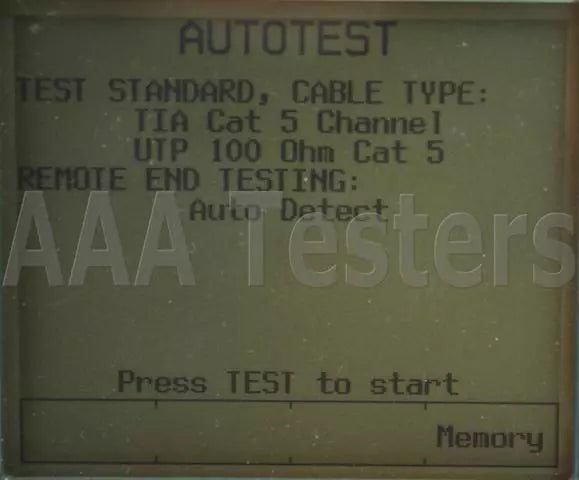 AUTOTEST
TEST STANDARD, CABLE TYPE:
TIA Cat 5 Channel
UTP 100 Ohm Cat 5
REMOTE END TESTING:
Auto Detect
AAA Testers
Press TEST to start
Memory